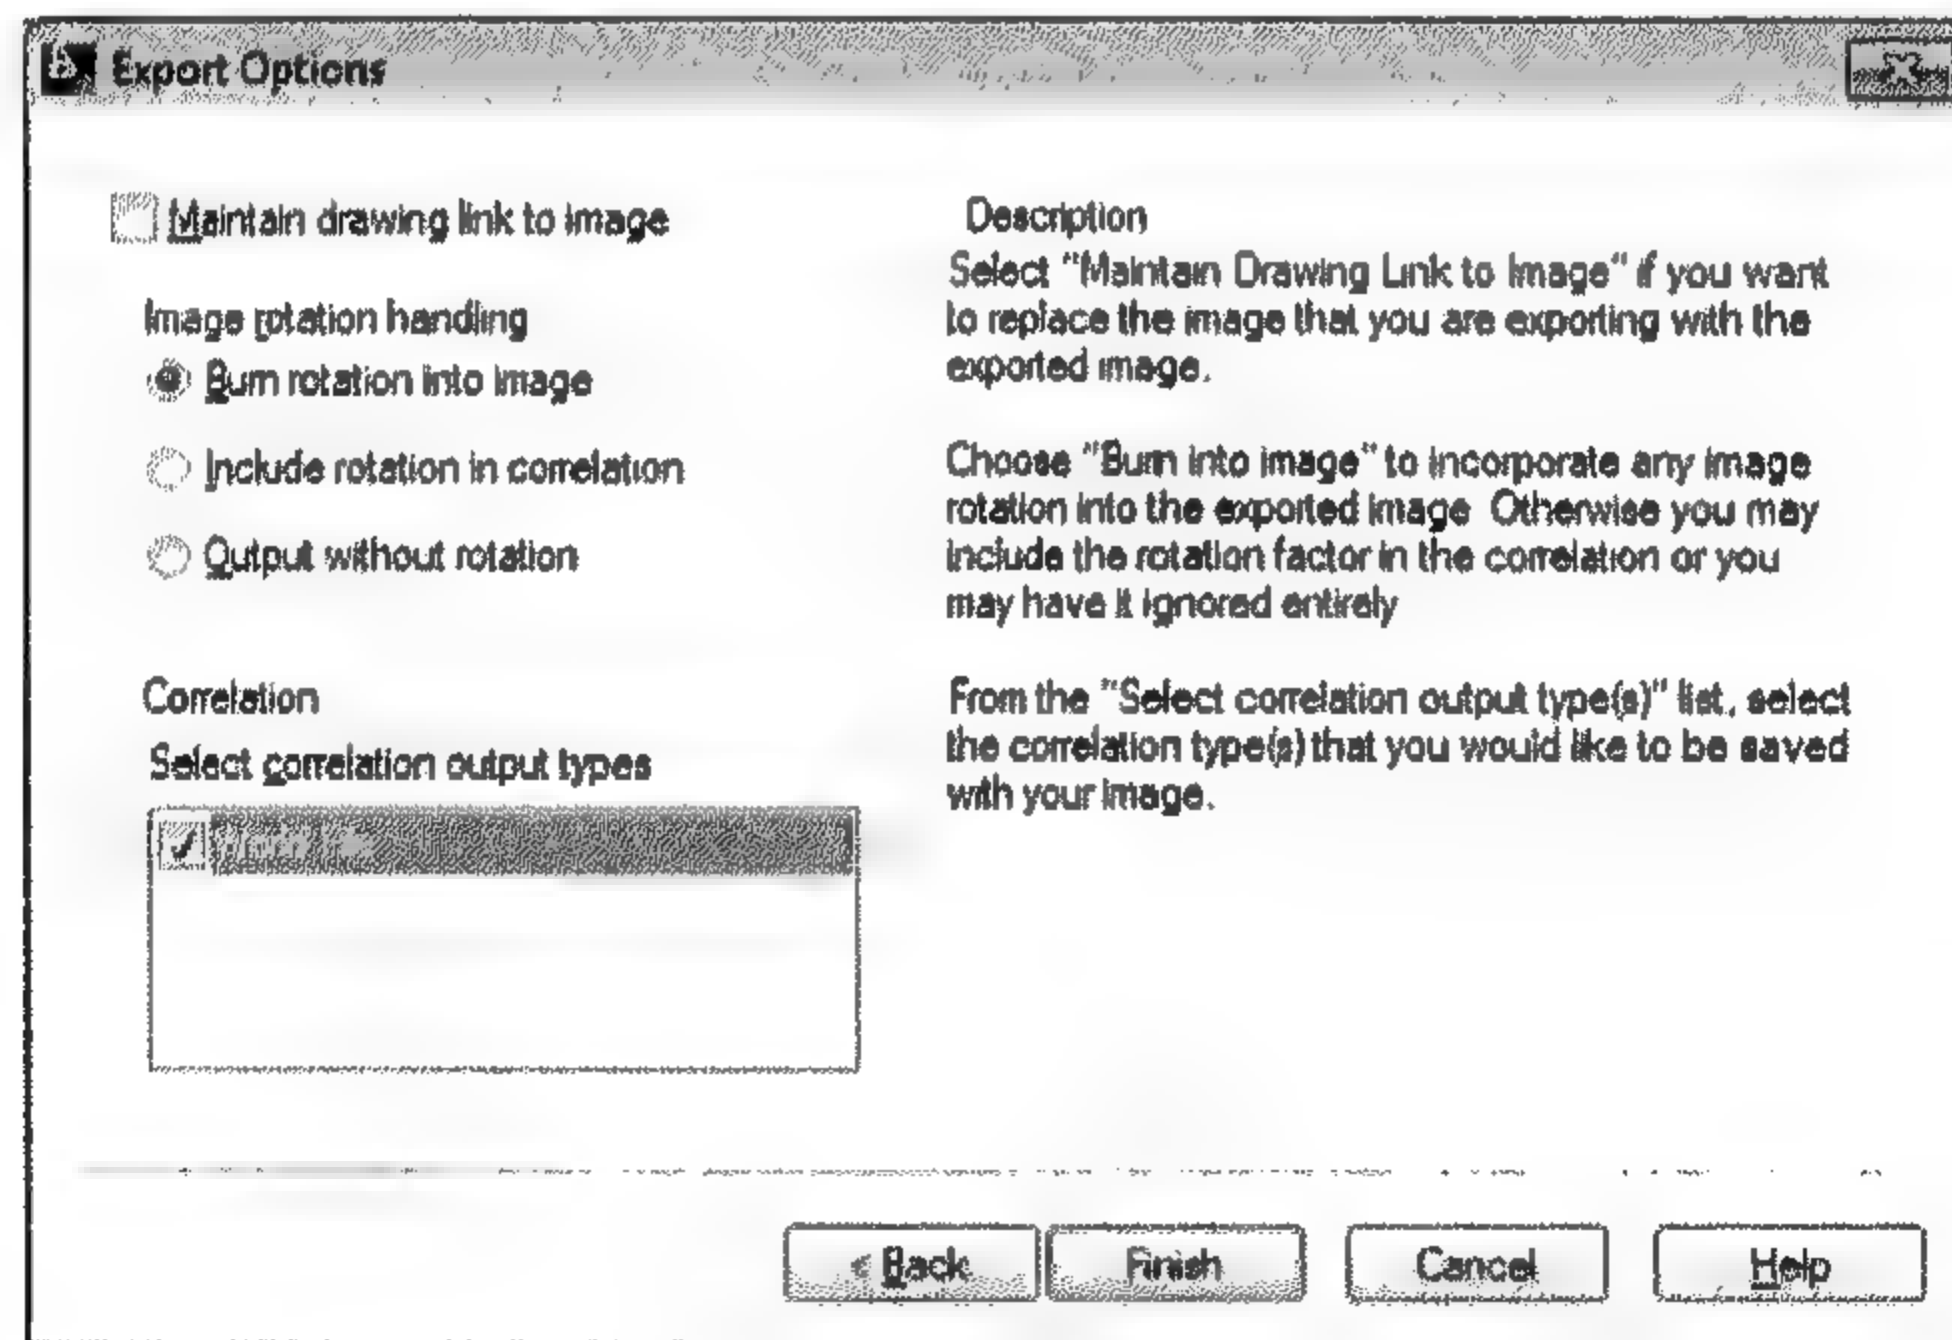 Export Options
Maintain drawing link to image
Image rotation handling
Burn rotation into image
Include rotation in correlation
Output without rotation
Correlation
Select correlation output types
Description
Select "Maintain Drawing Link to Image" if you want
to replace the image that you are exporting with the
exported image.
Choose "Burn into image" to incorporate any image
rotation into the exported image Otherwise you may
include the rotation factor in the correlation or you
may have it ignored entirely
From the "Select correlation output type(s)" list, select
the correlation type(s) that you would like to be saved
with your image.
< Back
Finish
Cancel
Help